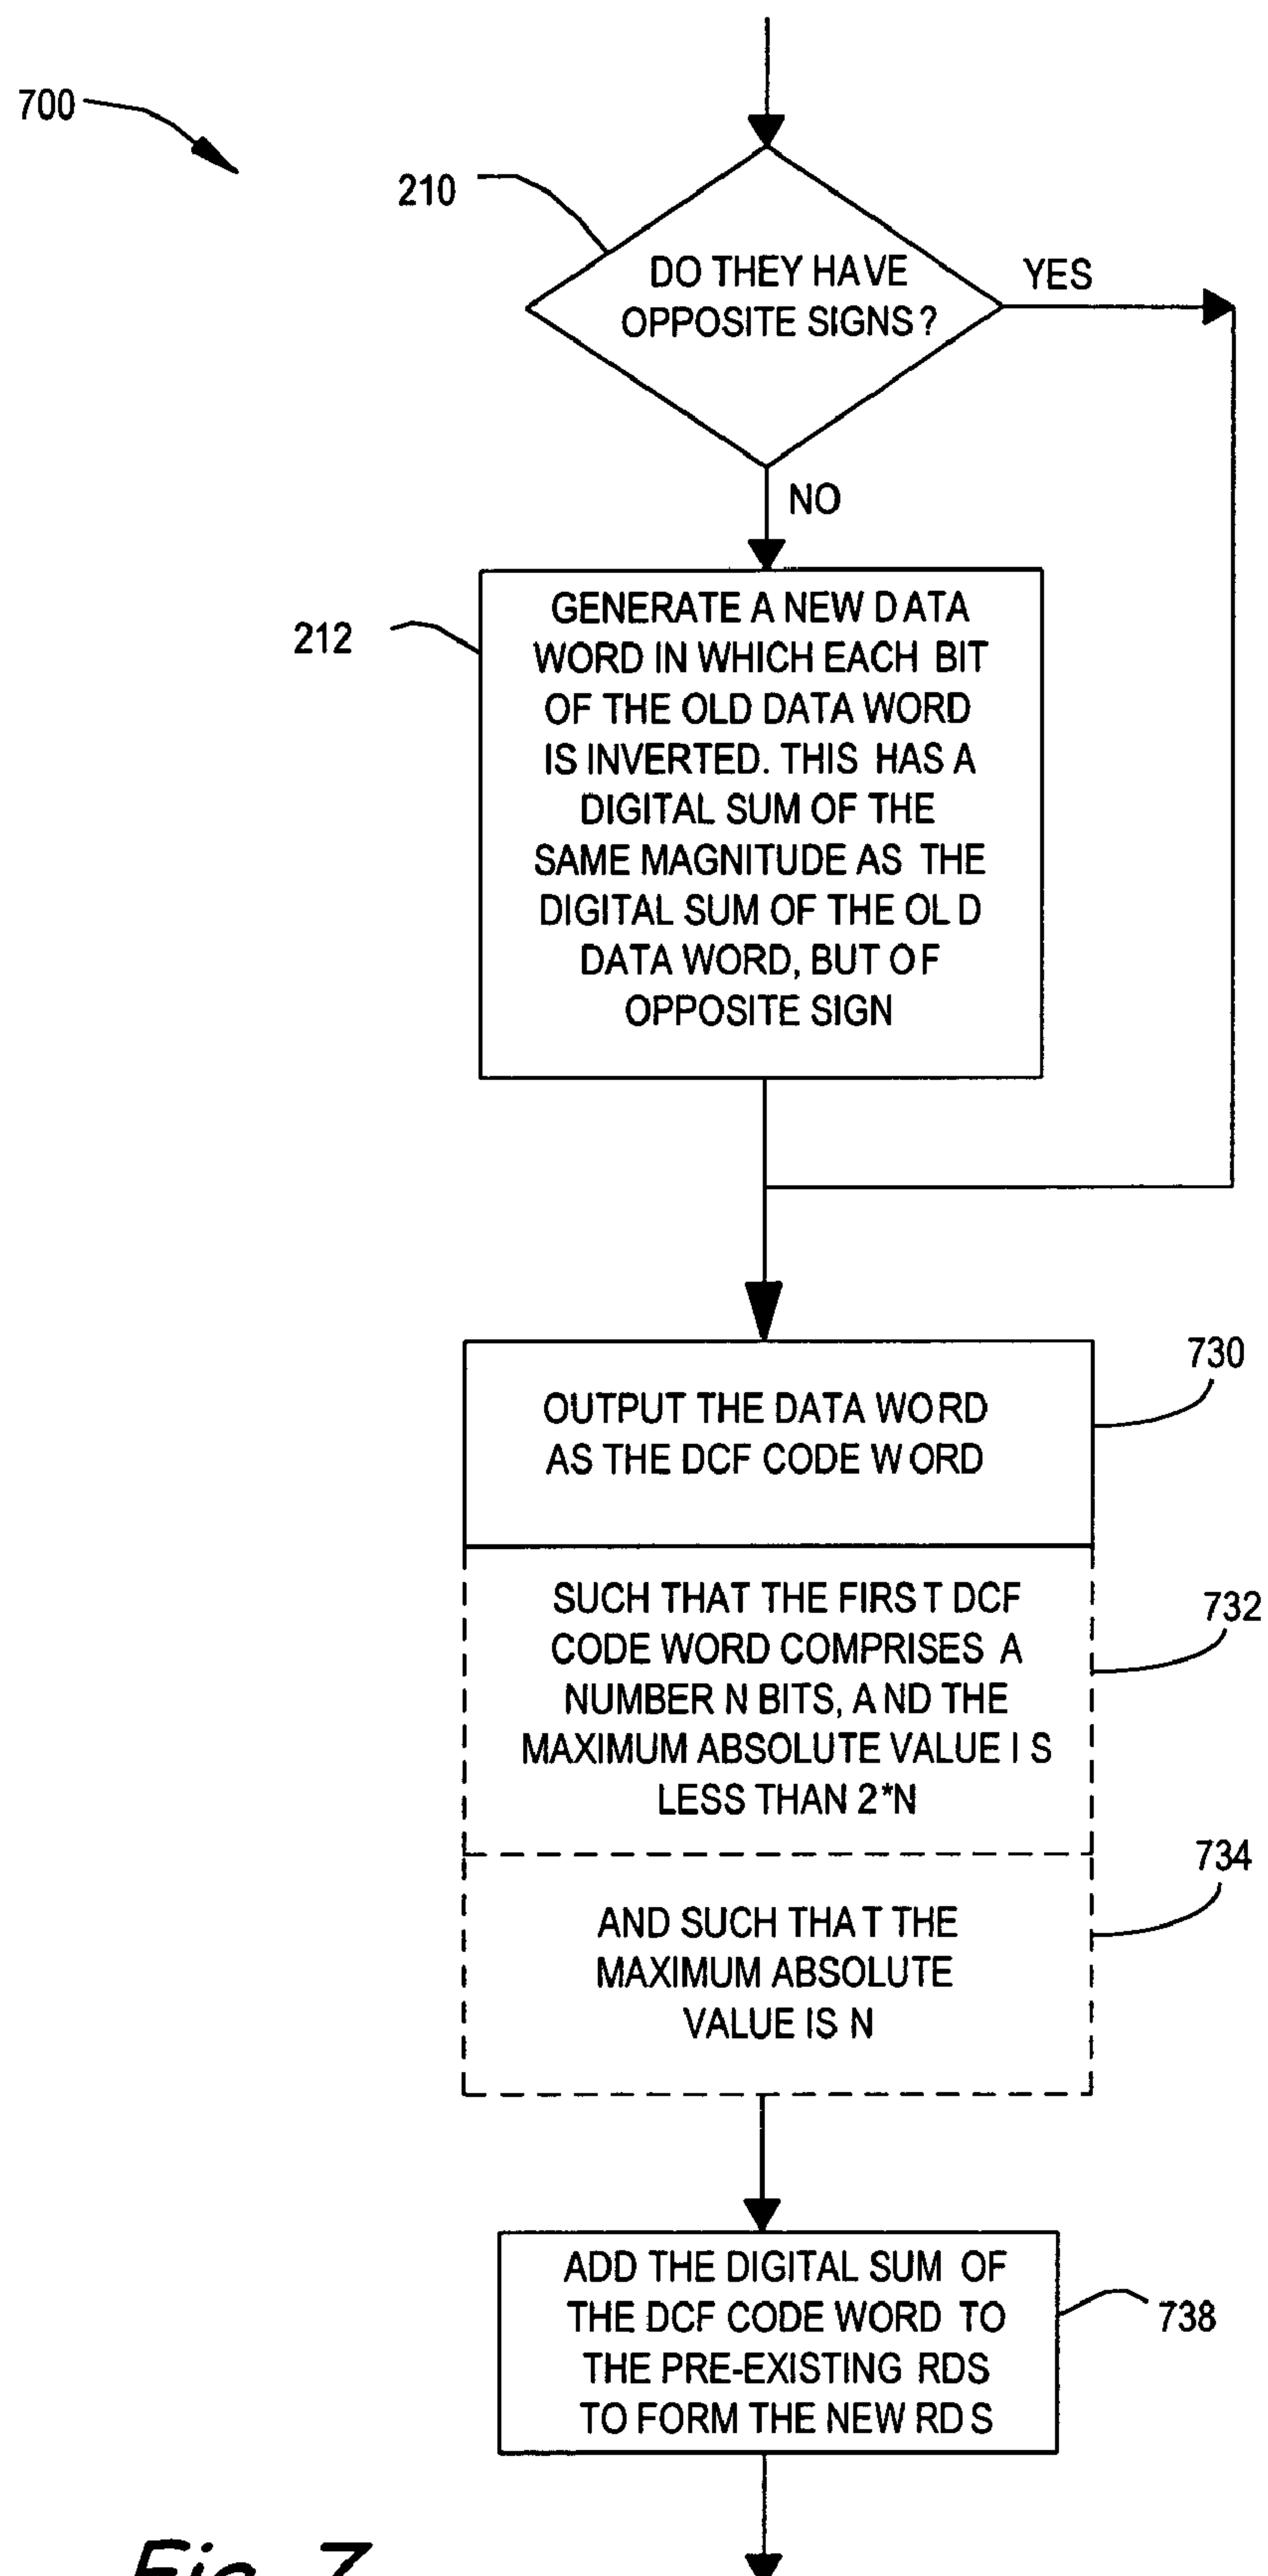 700
210
DO THEY HAVE
OPPOSITE SIGNS?
YES
NO
212
GENERATE A NEW DATA
WORD IN WHICH EACH BIT
OF THE OLD DATA WORD
IS INVERTED. THIS HAS A
DIGITAL SUM OF THE
SAME MAGNITUDE AS THE
DIGITAL SUM OF THE OLD
DATA WORD, BUT OF
OPPOSITE SIGN
730
OUTPUT THE DATA WORD
AS THE DCF CODE WORD
SUCH THAT THE FIRST DCF
CODE WORD COMPRISES A
NUMBER N BITS, AND THE
MAXIMUM ABSOLUTE VALUE IS
LESS THAN 2*N
732
734
AND SUCH THAT THE
MAXIMUM ABSOLUTE
VALUE IS N
ADD THE DIGITAL SUM OF
THE DCF CODE WORD TO
THE PRE-EXISTING RDS
TO FORM THE NEW RDS
738
Fig. 7